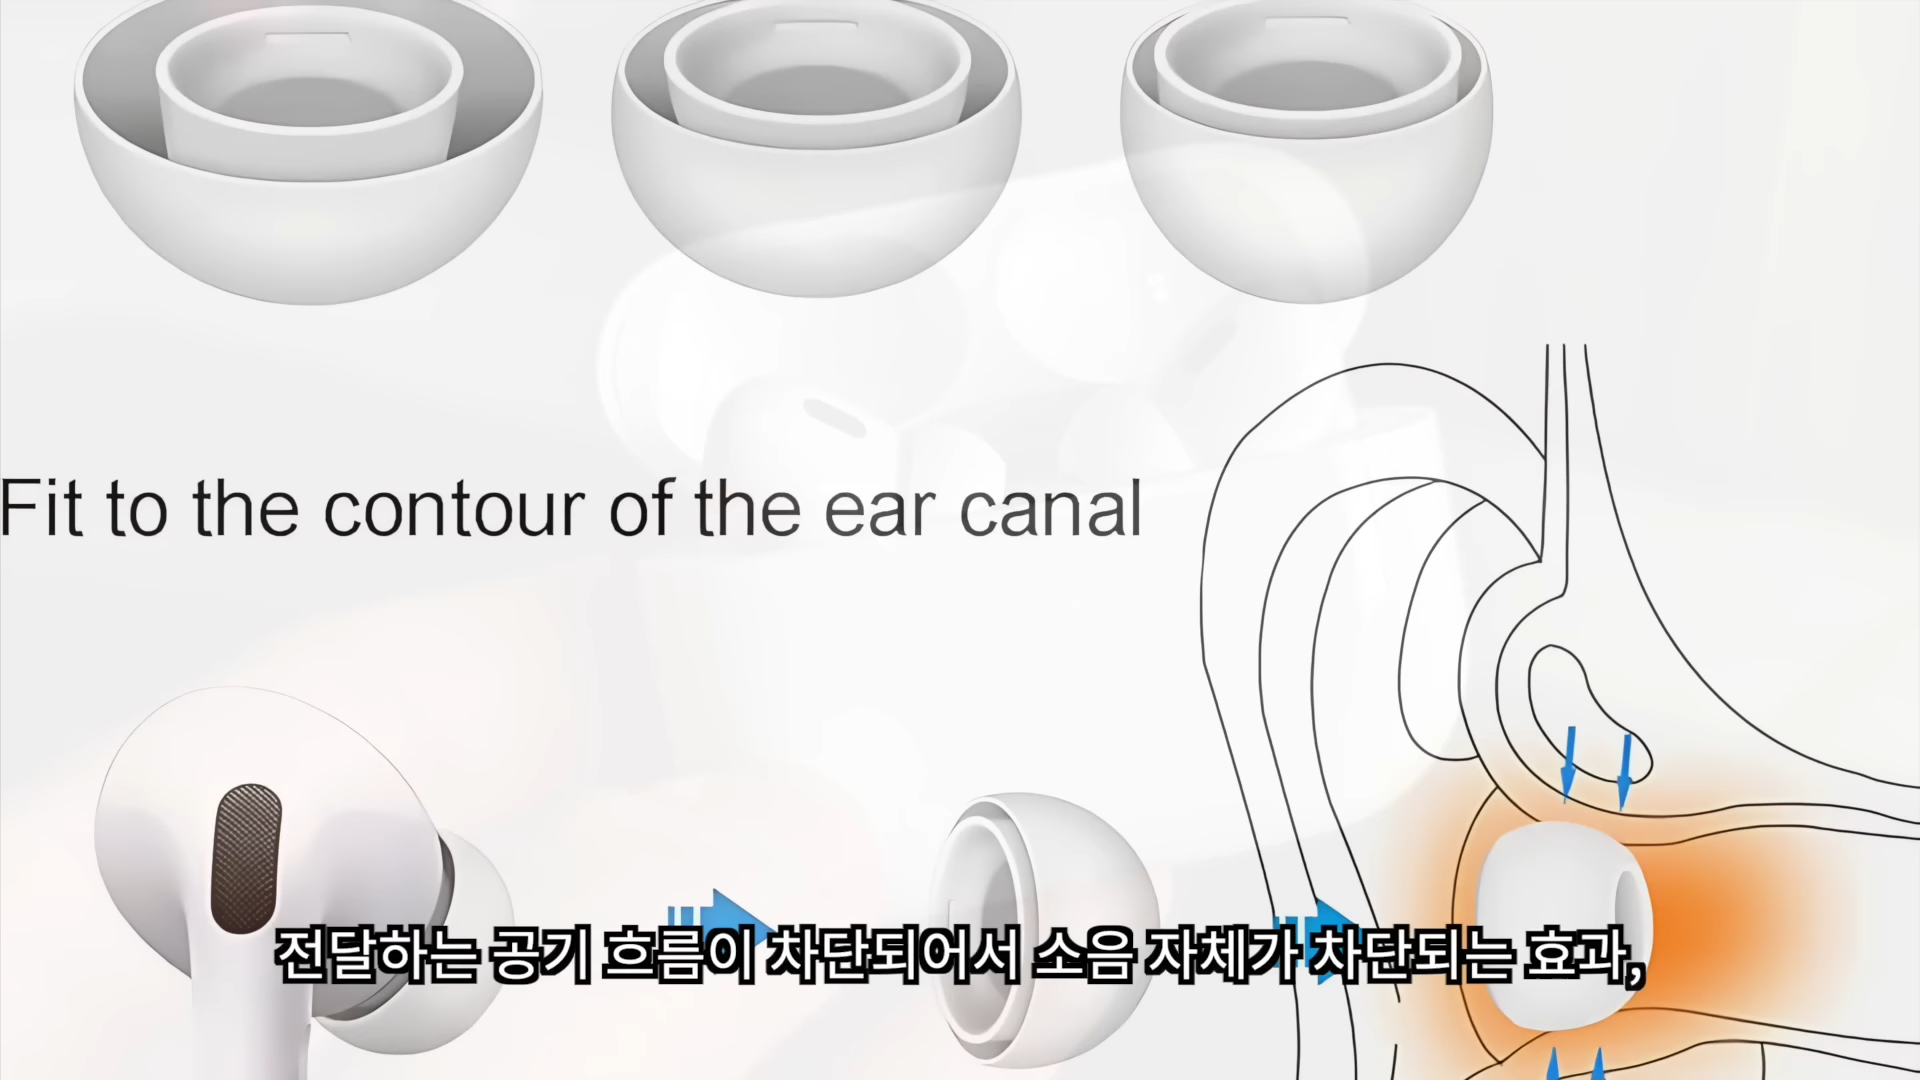 Fit to the contour of the ear canal
전달하는 공기 흐름이 차단되어서 소음 자체가 차단되는 효과,